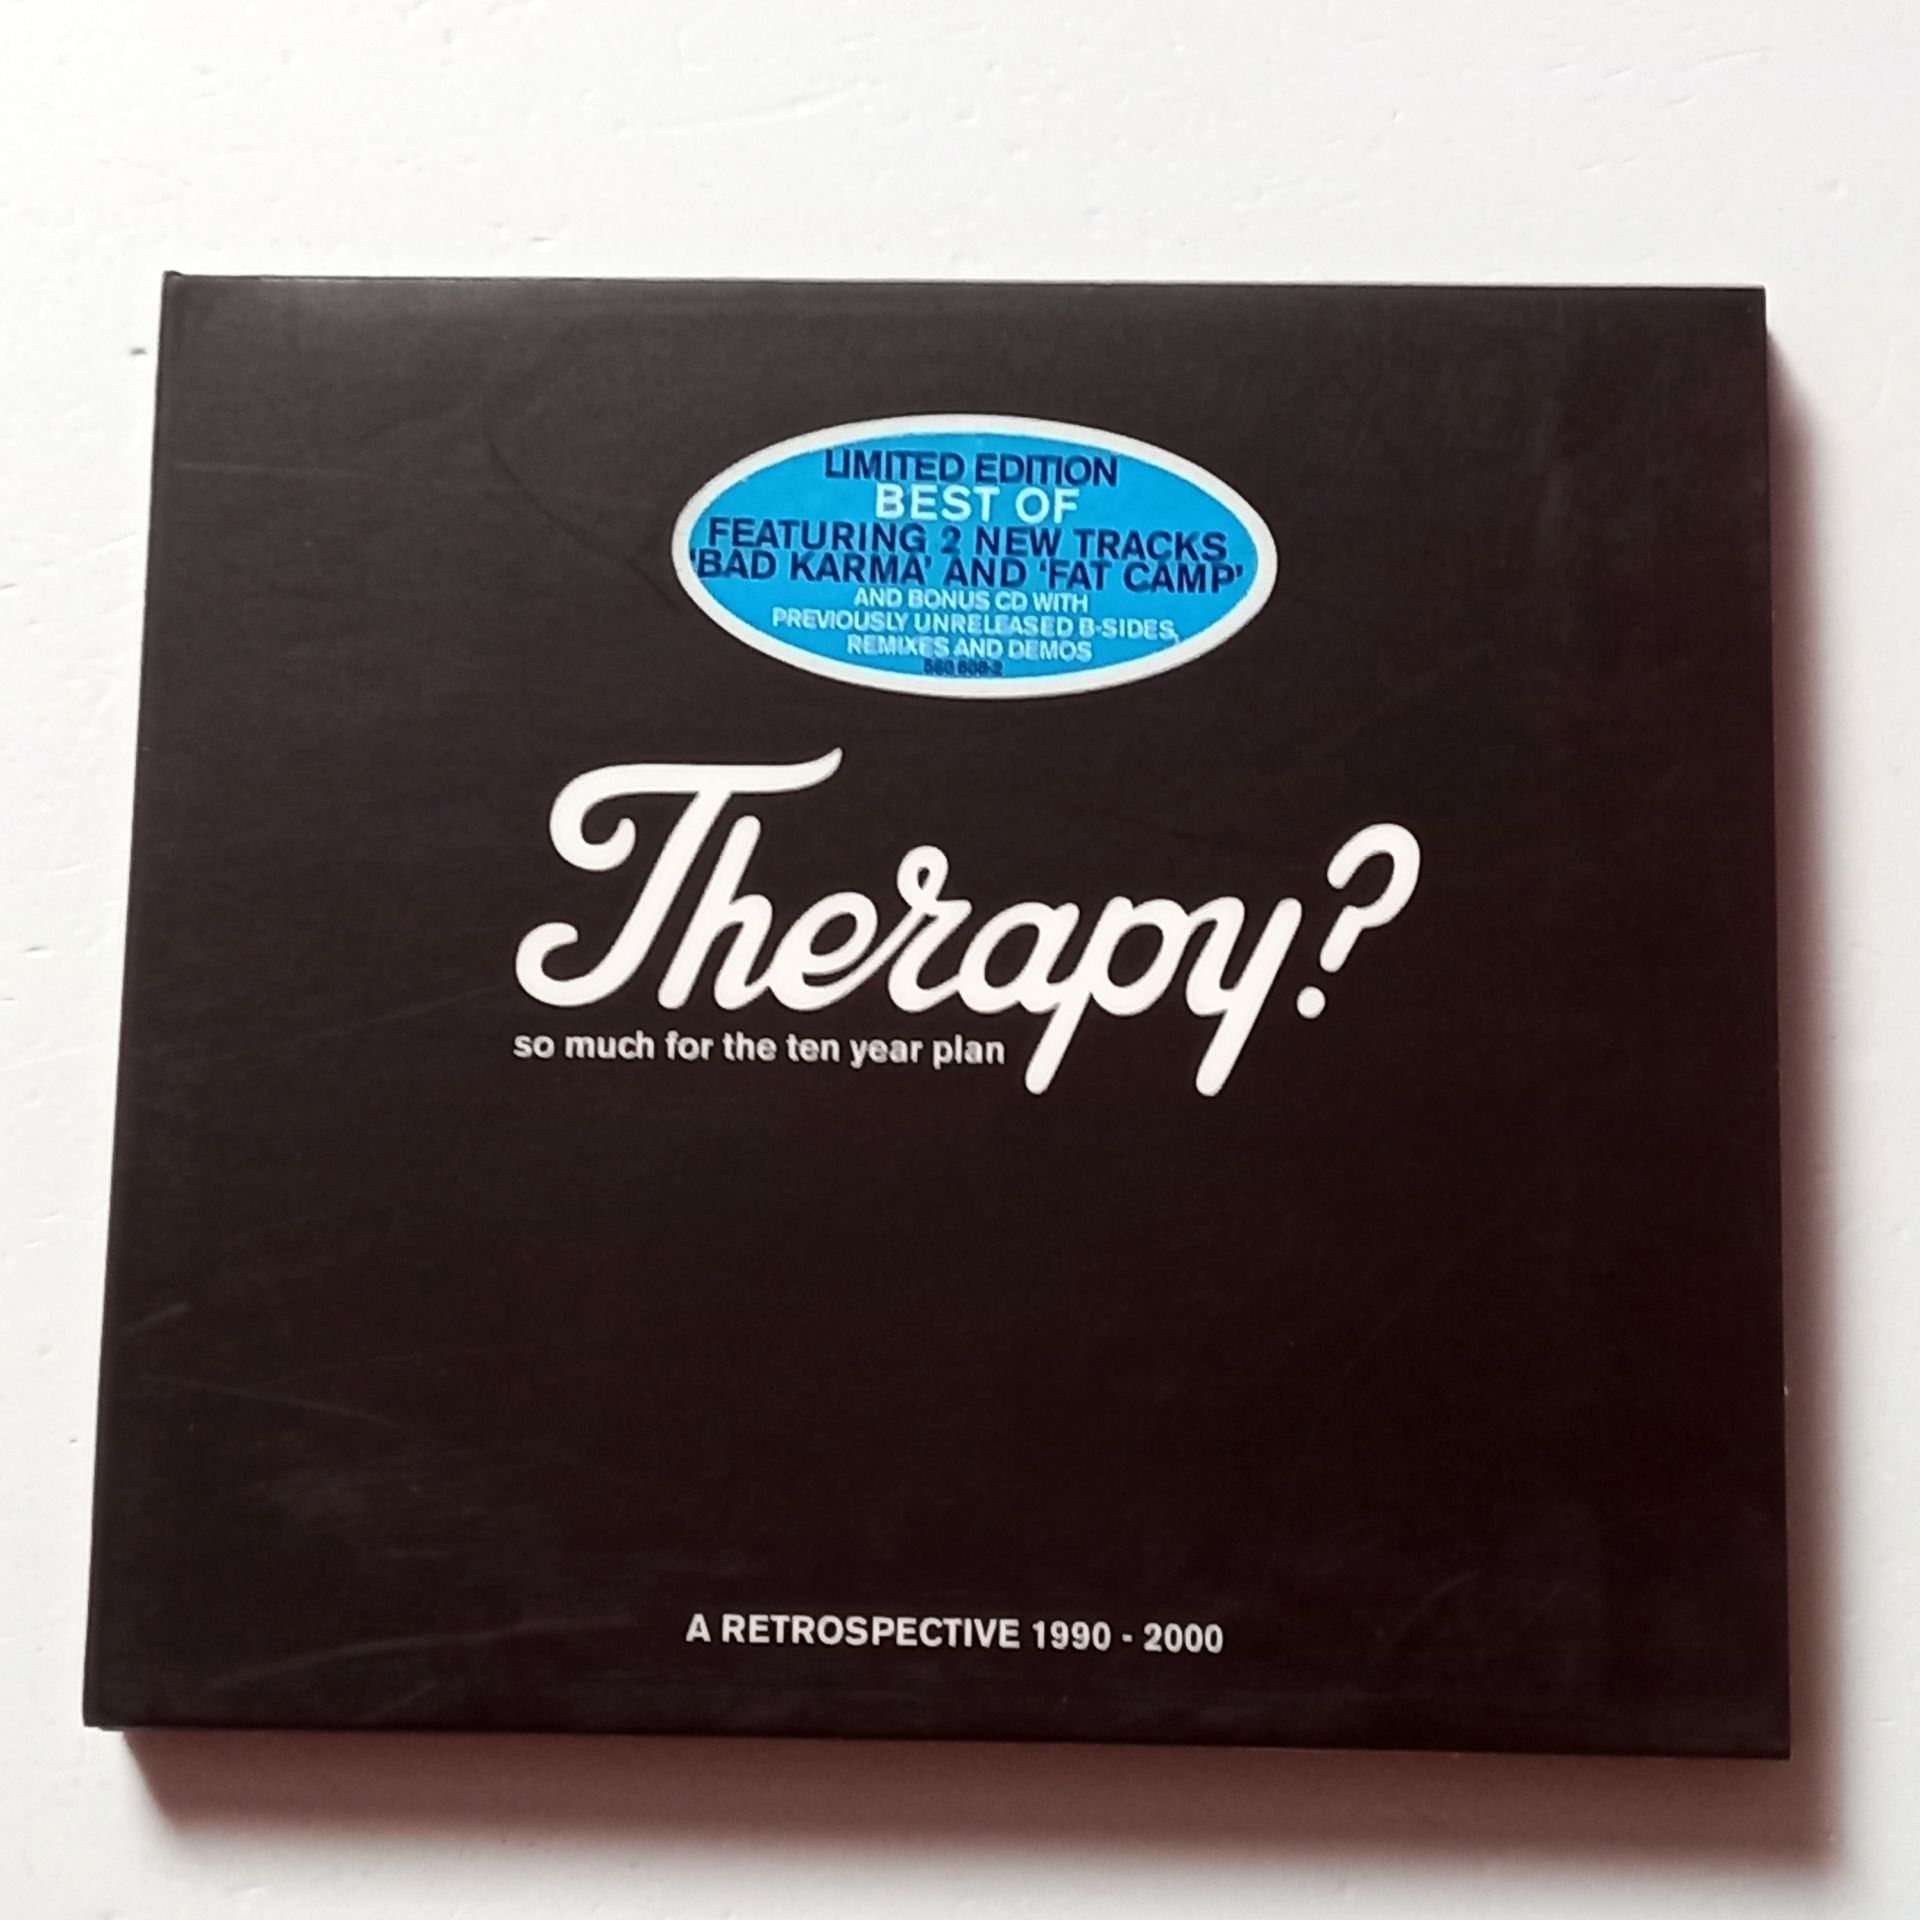 LIMITED EDITION
BEST OF
FEATURING 2 NEW TRACKS
'BAD KARMA' AND 'FAT CAMP'
AND BONUS CD WITH
PREVIOUSLY UNRELEASED B-SIDES,
REMIXES AND DEMOS
Therapy?
so much for the ten year plan
A RETROSPECTIVE 1990 - 2000